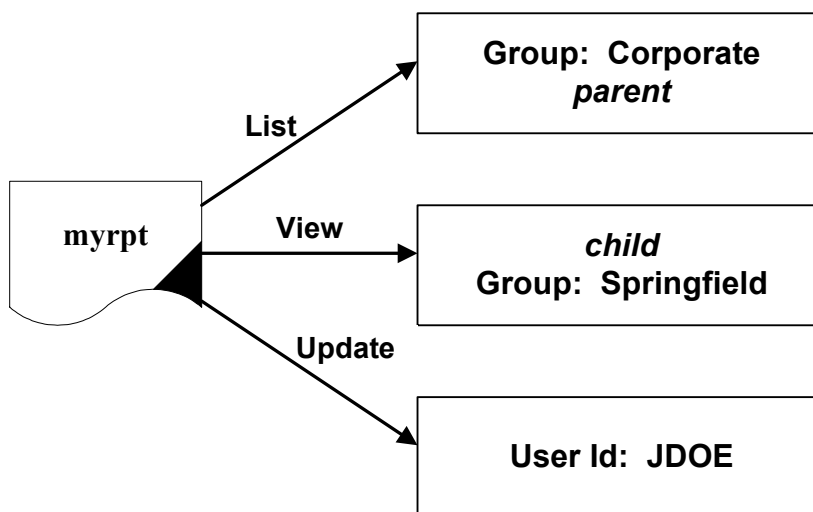 Group: Corporate
parent
List
myrpt
View
child
Group: Springfield
Update
User Id: JDOE